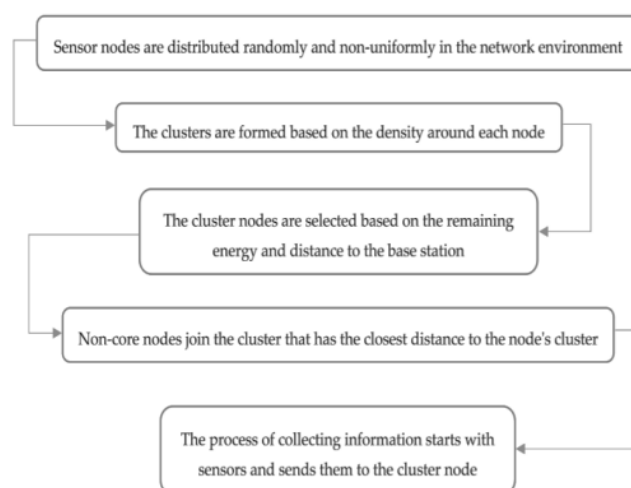 Sensor nodes are distributed randomly and non-uniformly in the network environment
The clusters are formed based on the density around each node
The cluster nodes are selected based on the remaining
energy and distance to the base station
Non-core nodes join the cluster that has the closest distance to the node's cluster
The process of collecting information starts with
sensors and sends them to the cluster node